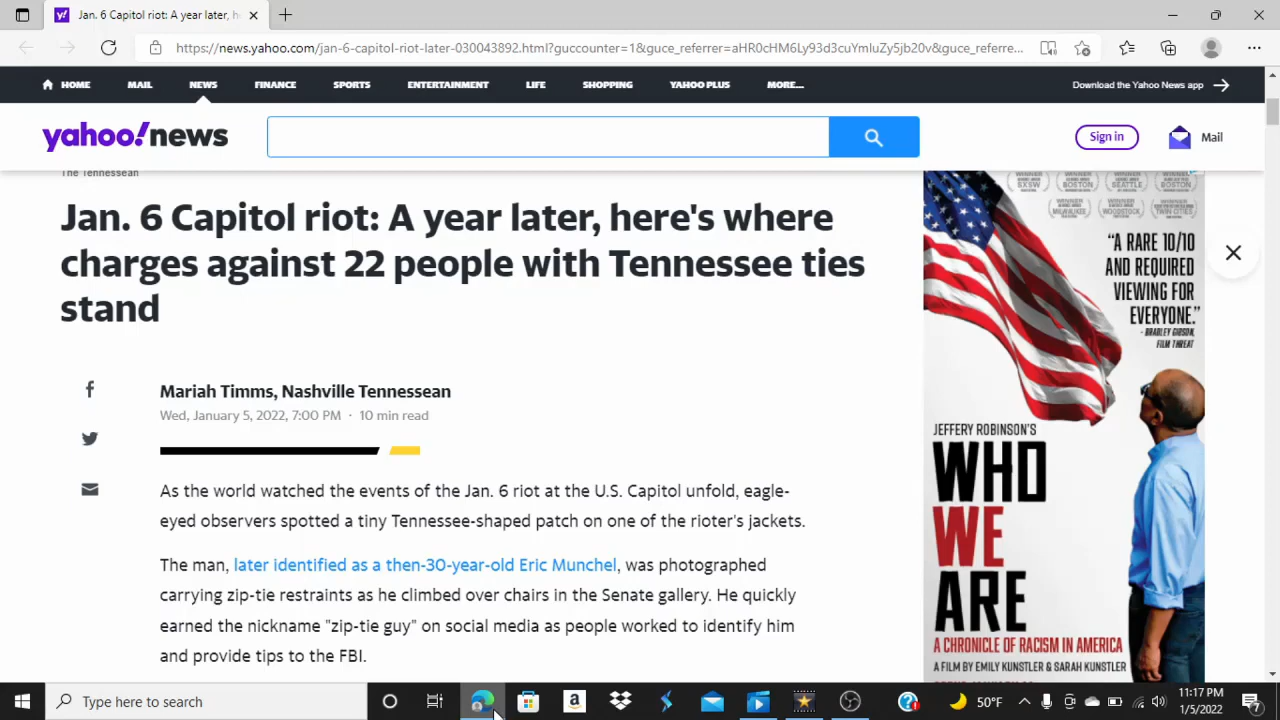 Jan. 6 Capitol riot: A year later, h
https://news.yahoo.com/jan-6-capitol-riot-later-030043892.html?guccounter=1&guce_referrer=aHR0cHM6Ly93d3cuYmluZy5jb20v&guce_referre...
HOME MAIL NEWS FINANCE SPORTS ENTERTAINMENT LIFE SHOPPING YAHOO PLUS MORE... Download the Yahoo News app
yahoo!news
Sign in
Mail
The Tennessean
Jan. 6 Capitol riot: A year later, here's where
charges against 22 people with Tennessee ties
stand
Mariah Timms, Nashville Tennessean
Wed, January 5, 2022, 7:00 PM · 10 min read
As the world watched the events of the Jan. 6 riot at the U.S. Capitol unfold, eagle-
eyed observers spotted a tiny Tennessee-shaped patch on one of the rioter's jackets.
The man, later identified as a then-30-year-old Eric Munchel, was photographed
carrying zip-tie restraints as he climbed over chairs in the Senate gallery. He quickly
earned the nickname "zip-tie guy" on social media as people worked to identify him
and provide tips to the FBI.
WINNER SXSW
WINNER BOSTON
WINNER SEATTLE
WINNER
WINNER MILWAUKEE
WINNER WOODSTOCK
WINNER TWIN CITIES
"A RARE 10/10
AND REQUIRED
VIEWING FOR
EVERYONE."
- BRADLEY GIBSON,
FILM THREAT
JEFFERY ROBINSON'S
WHO
WE
ARE
A CHRONICLE OF RACISM IN AMERICA
A FILM BY EMILY KUNSTLER & SARAH KUNSTLER
Type here to search
50°F
11:17 PM
1/5/2022
7